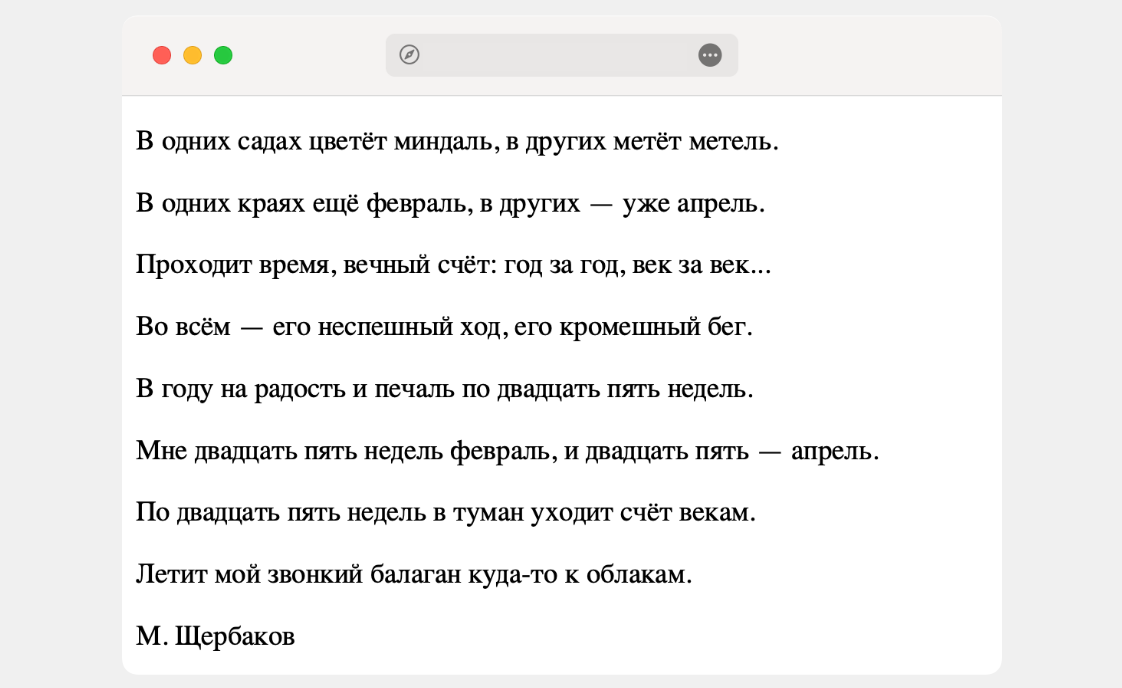 В одних садах цветёт миндаль, в других метёт метель.
В одних краях ещё февраль, в других — уже апрель.
Проходит время, вечный счёт: год за год, век за век...
Во всём — его неспешный ход, его кромешный бег.
В году на радость и печаль по двадцать пять недель.
Мне двадцать пять недель февраль, и двадцать пять — апрель.
По двадцать пять недель в туман уходит счёт векам.
Летит мой звонкий балаган куда-то к облакам.
М. Щербаков